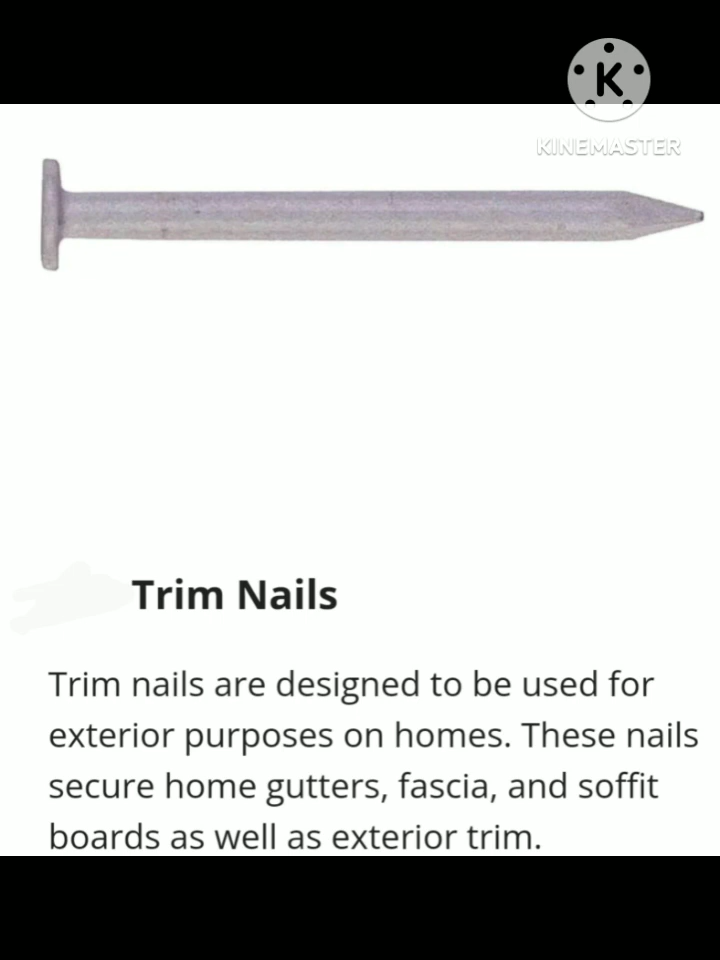 K
KINEMASTER
Trim Nails
Trim nails are designed to be used for
exterior purposes on homes. These nails
secure home gutters, fascia, and soffit
boards as well as exterior trim.